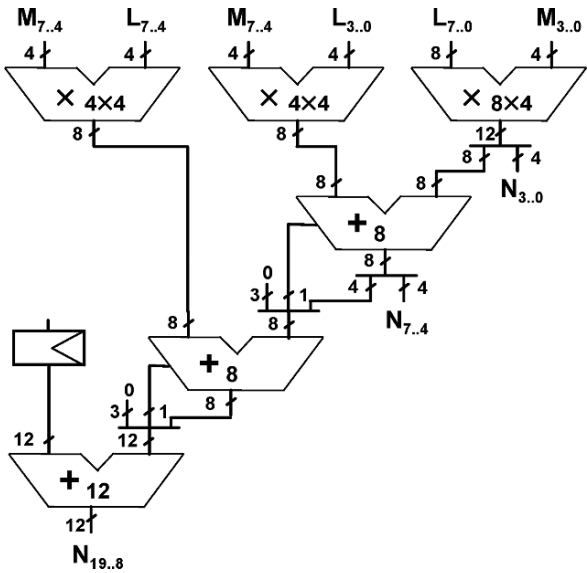 M7..4 L7..4 M7..4 L3..0 L7..0 M3..0
4 4 4 4 8 4
× 4×4 × 4×4 × 8×4
8 8 12
8 4
8 8 N3..0
+ 8
0 8
3 1 4 4
8 8 N7..4
+ 8
0 8
3 1
12 12
+ 12
12
N19..8